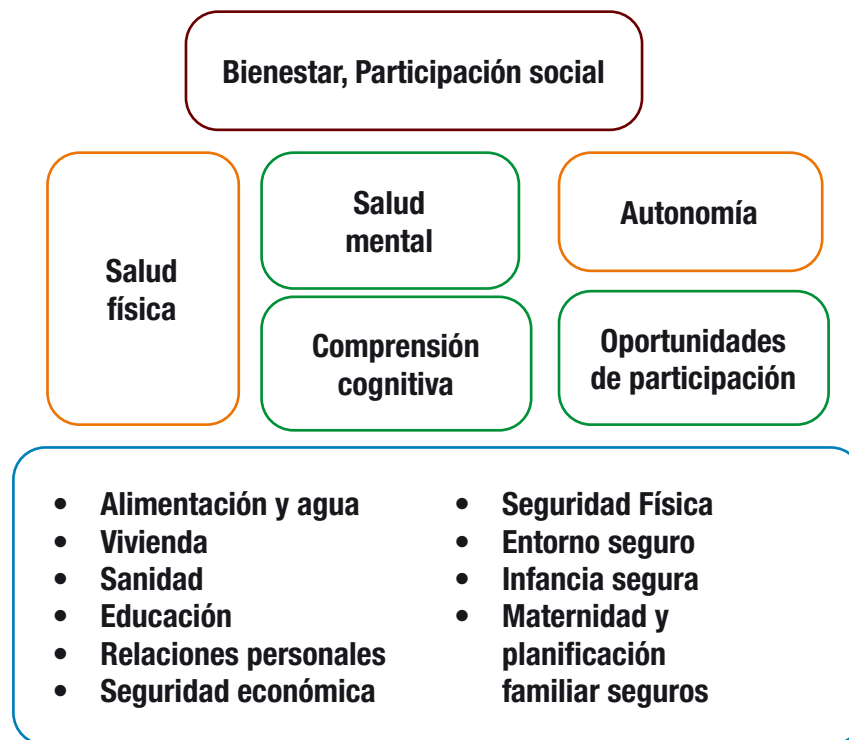 Bienestar, Participación social
Salud
física
Salud
mental
Autonomía
Comprensión
cognitiva
Oportunidades
de participación
• Alimentación y agua
• Vivienda
• Sanidad
• Educación
• Relaciones personales
• Seguridad económica
• Seguridad Física
• Entorno seguro
• Infancia segura
• Maternidad y
planificación
familiar seguros